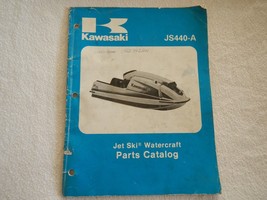 Kawasaki
JS440-A
Jet Ski® Watercraft
Parts Catalog